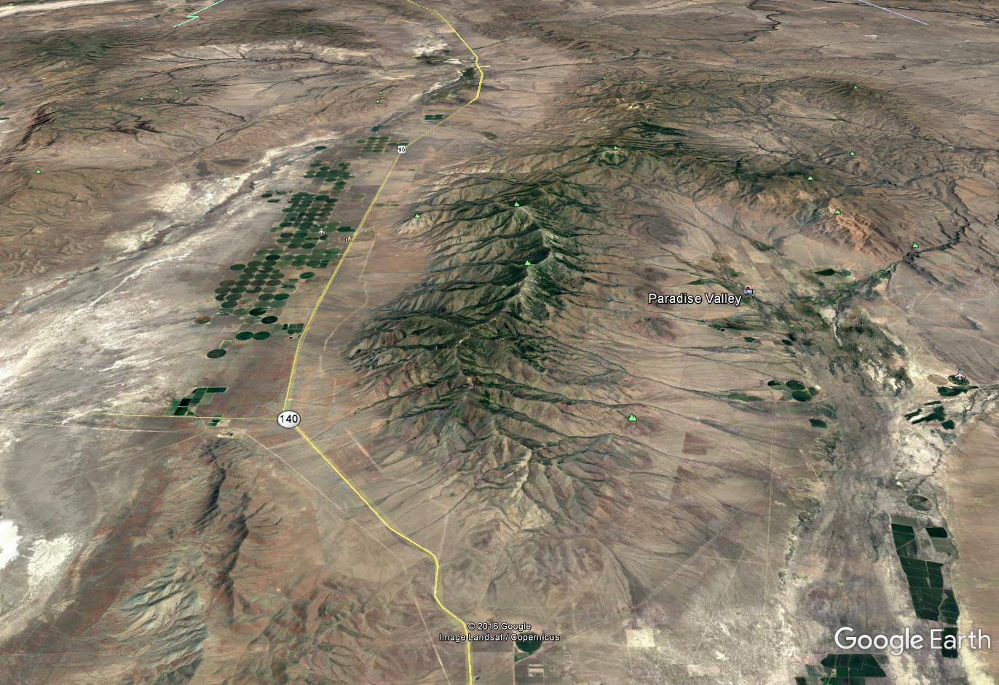 95
Paradise Valley
140
© 2016 Google
Image Landsat / Copernicus
Google Earth